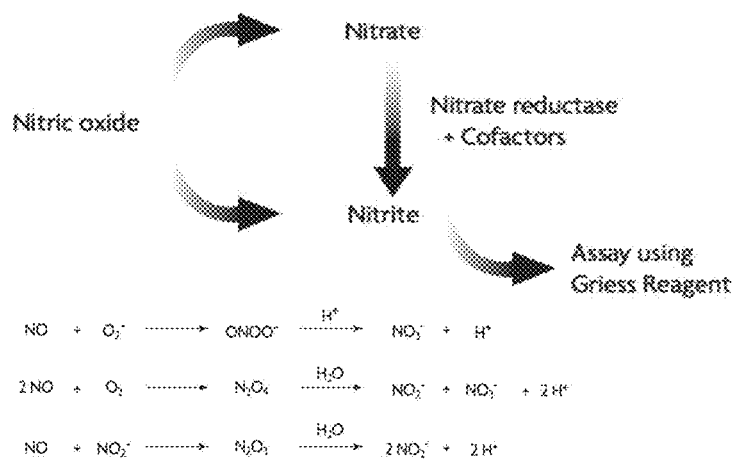 Nitrate
Nitric oxide
Nitrate reductase
+ Cofactors
Nitrite
Assay using
Griess Reagent
NO + O₂⁻ → ONOO⁻ H⁺ → NO₃⁻ + H⁺
2 NO + O₂ → N₂O₄ H₂O → NO₂⁻ + NO₃⁻ + 2 H⁺
NO + NO₂⁻ → N₂O₃ H₂O → 2 NO₂⁻ + 2 H⁺